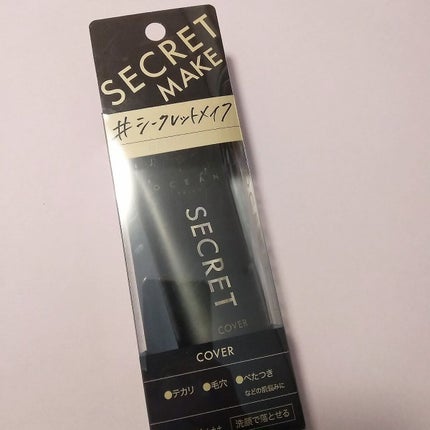 SECRET
MAKE
#シークレットメイク
OCEAN
SECRET
COVER
COVER
●テカリ ●毛穴 ●べたつき
などの肌悩みに
洗顔で落とせる